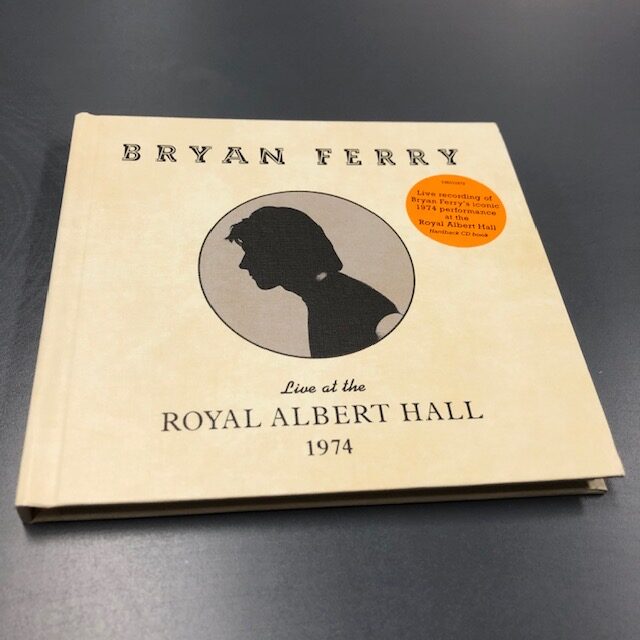 BRYAN FERRY
Live recording of
Bryan Ferry's iconic
1974 performance
at the
Royal Albert Hall
Hardback CD book
Live at the
ROYAL ALBERT HALL
1974